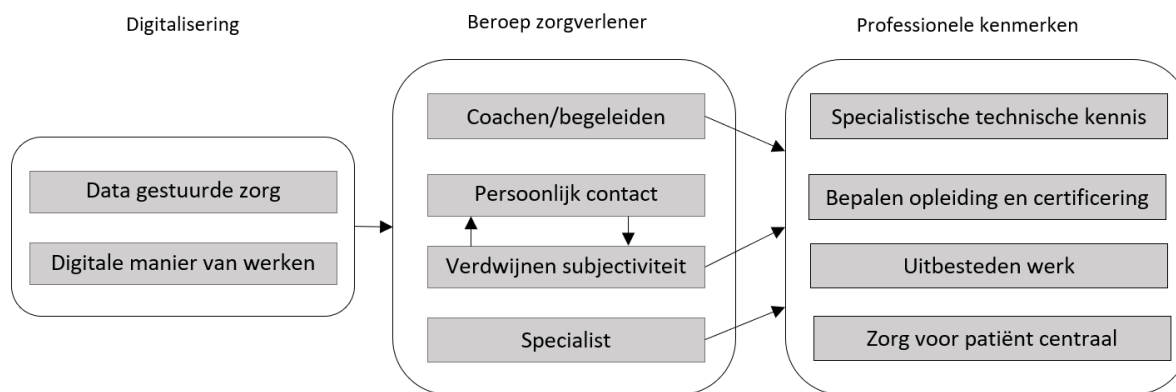 Digitalisering
Beroep zorgverlener
Professionele kenmerken
Data gestuurde zorg
Digitale manier van werken
Coachen/begeleiden
Persoonlijk contact
Verdwijnen subjectiviteit
Specialist
Specialistische technische kennis
Bepalen opleiding en certificering
Uitbesteden werk
Zorg voor patiënt centraal